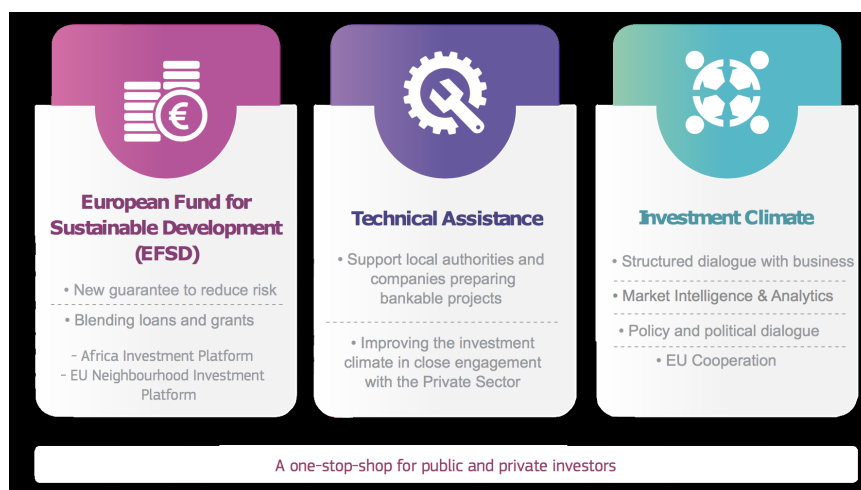 European Fund for
Sustainable Development
(EFSD)
• New guarantee to reduce risk
• Blending loans and grants
– Africa Investment Platform
– EU Neighbourhood Investment
Platform
Technical Assistance
• Support local authorities and
companies preparing
bankable projects
• Improving the investment
climate in close engagement
with the Private Sector
Investment Climate
• Structured dialogue with business
• Market Intelligence & Analytics
• Policy and political dialogue
• EU Cooperation
A one-stop-shop for public and private investors